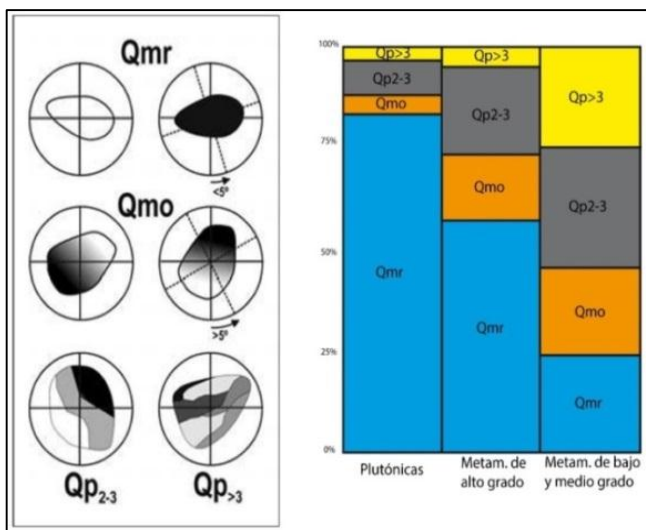 Qmr
<5º
Qmo
>5º
Qp2-3
Qp>3
100%
75%
50%
25%
0%
Qp>3
Qp2-3
Qmo
Qmr
Qp>3
Qp2-3
Qmo
Qmr
Qp>3
Qp2-3
Qmo
Qmr
Plutónicas
Metam. de
alto grado
Metam. de bajo
y medio grado